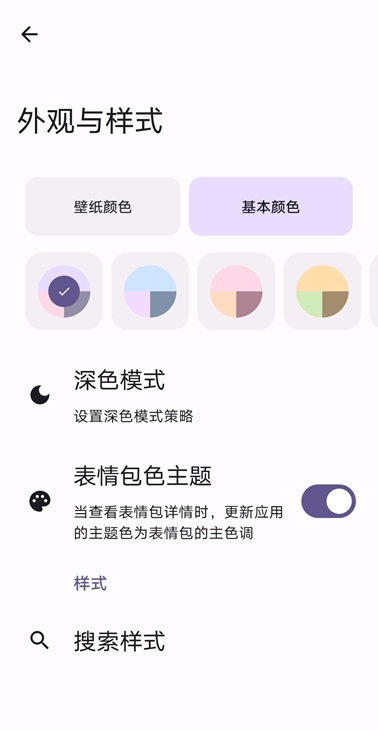 外观与样式
壁纸颜色
基本颜色
深色模式
设置深色模式策略
表情包色主题
当查看表情包详情时，更新应用
的主题色为表情包的主色调
样式
搜索样式